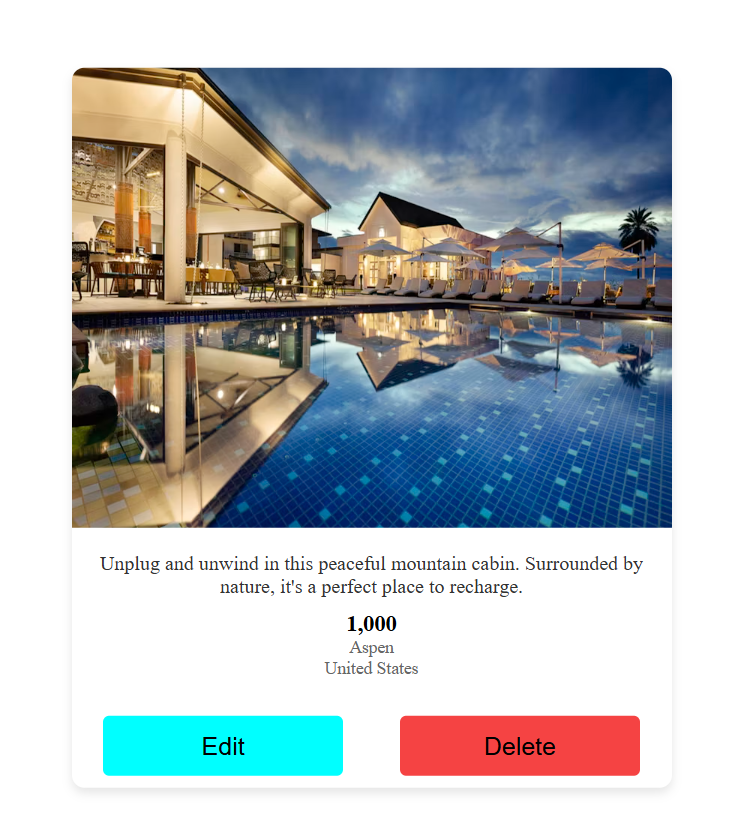 Unplug and unwind in this peaceful mountain cabin. Surrounded by
nature, it's a perfect place to recharge.
1,000
Aspen
United States
Edit
Delete